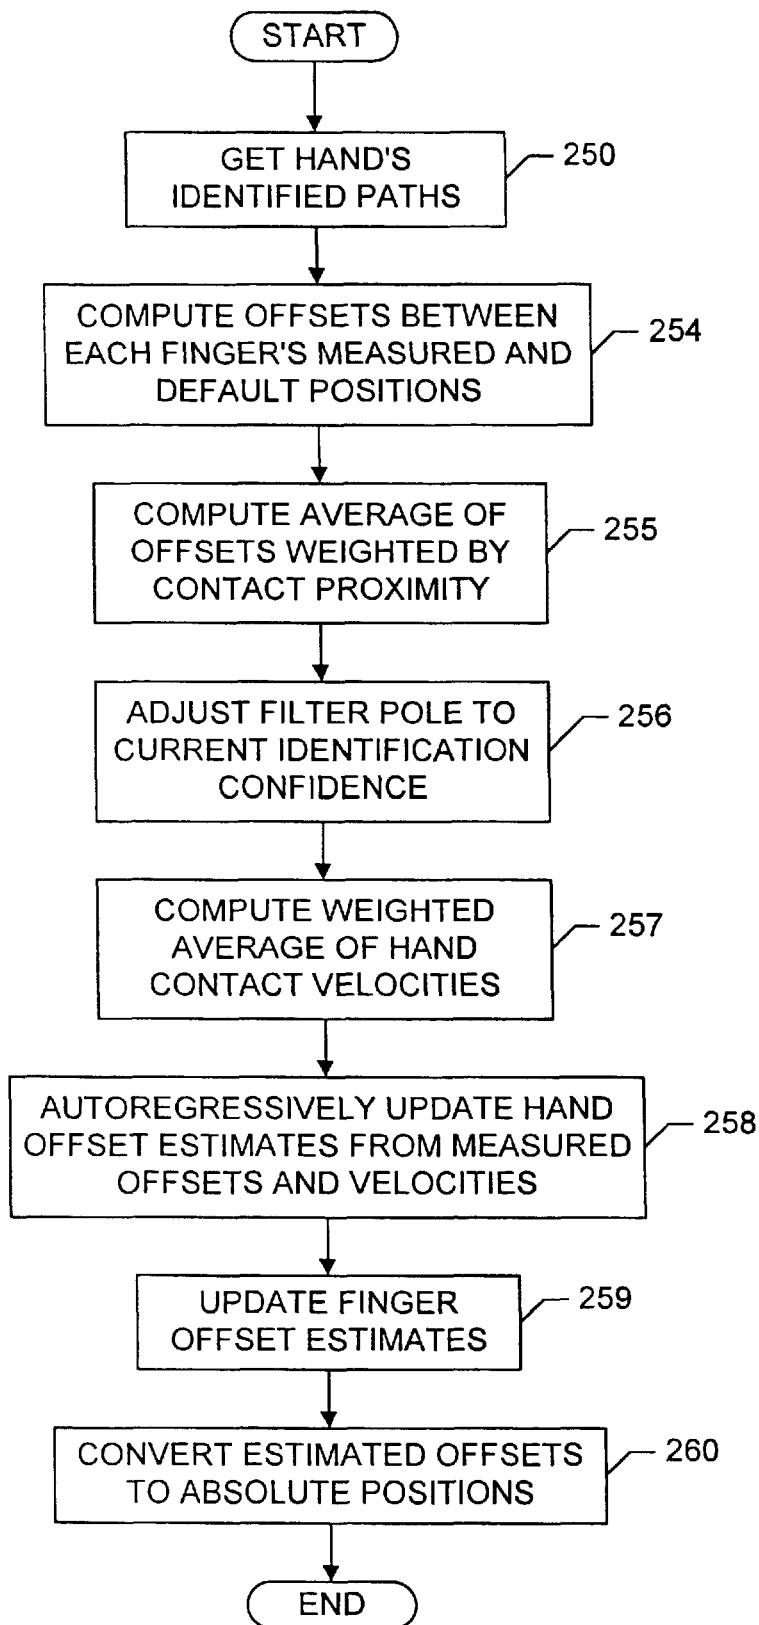 START
GET HAND'S
IDENTIFIED PATHS
250
COMPUTE OFFSETS BETWEEN
EACH FINGER'S MEASURED AND
DEFAULT POSITIONS
254
COMPUTE AVERAGE OF
OFFSETS WEIGHTED BY
CONTACT PROXIMITY
255
ADJUST FILTER POLE TO
CURRENT IDENTIFICATION
CONFIDENCE
256
COMPUTE WEIGHTED
AVERAGE OF HAND
CONTACT VELOCITIES
257
AUTOREGRESSIVELY UPDATE HAND
OFFSET ESTIMATES FROM MEASURED
OFFSETS AND VELOCITIES
258
UPDATE FINGER
OFFSET ESTIMATES
259
CONVERT ESTIMATED OFFSETS
TO ABSOLUTE POSITIONS
260
END